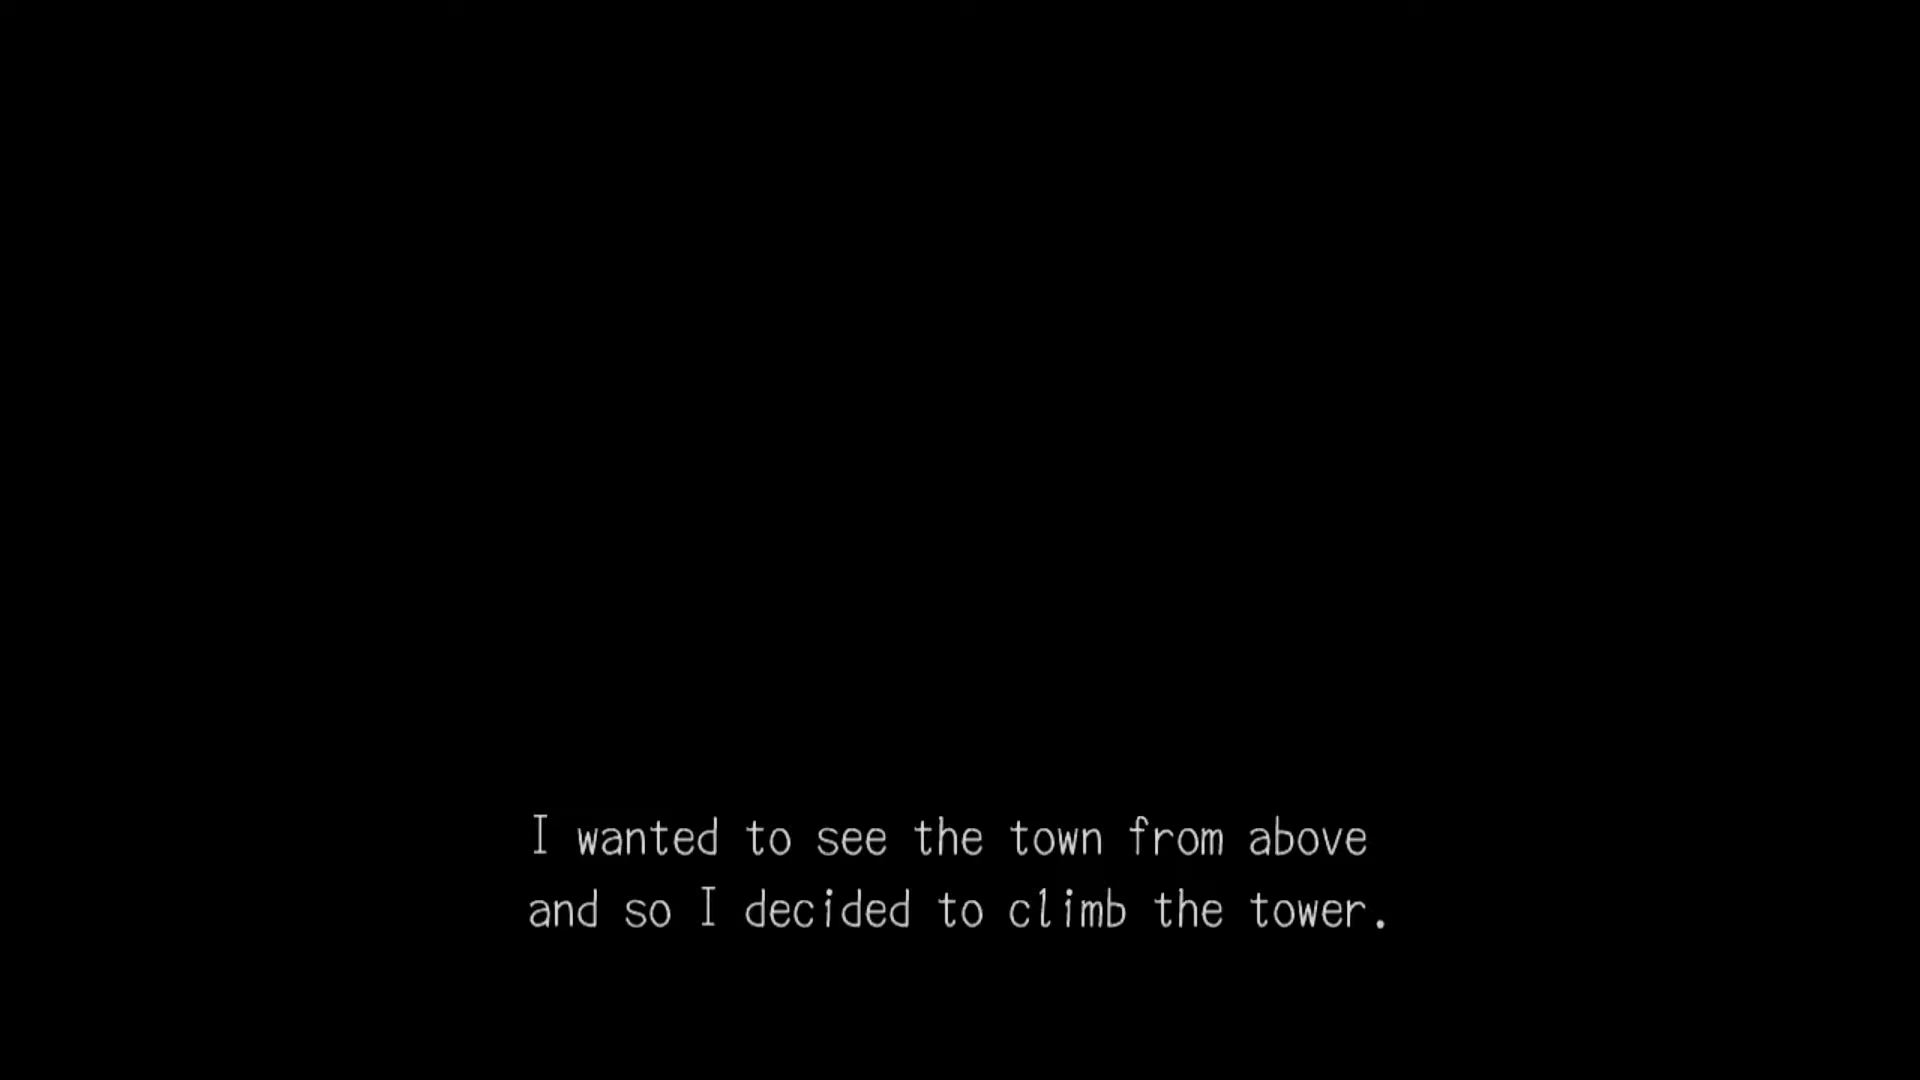 I wanted to see the town from above
and so I decided to climb the tower.